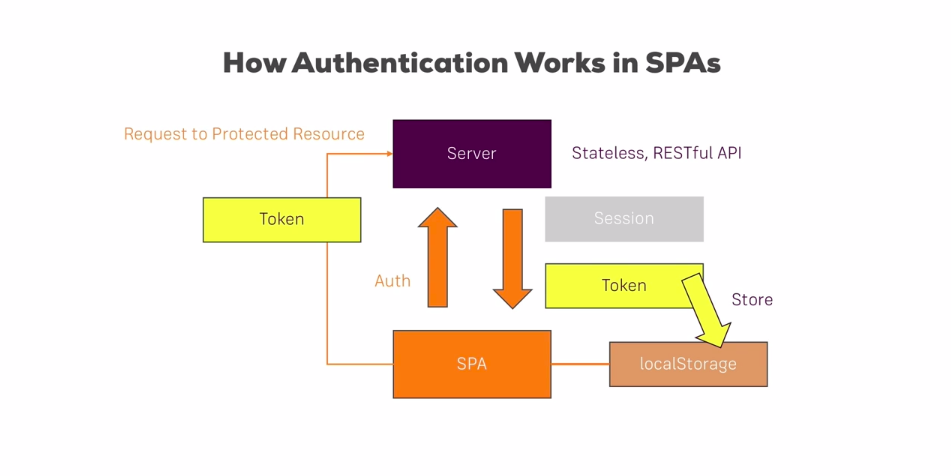 How Authentication Works in SPAs
Request to Protected Resource
Server
Stateless, RESTful API
Token
Session
Auth
Token
Store
SPA
localStorage